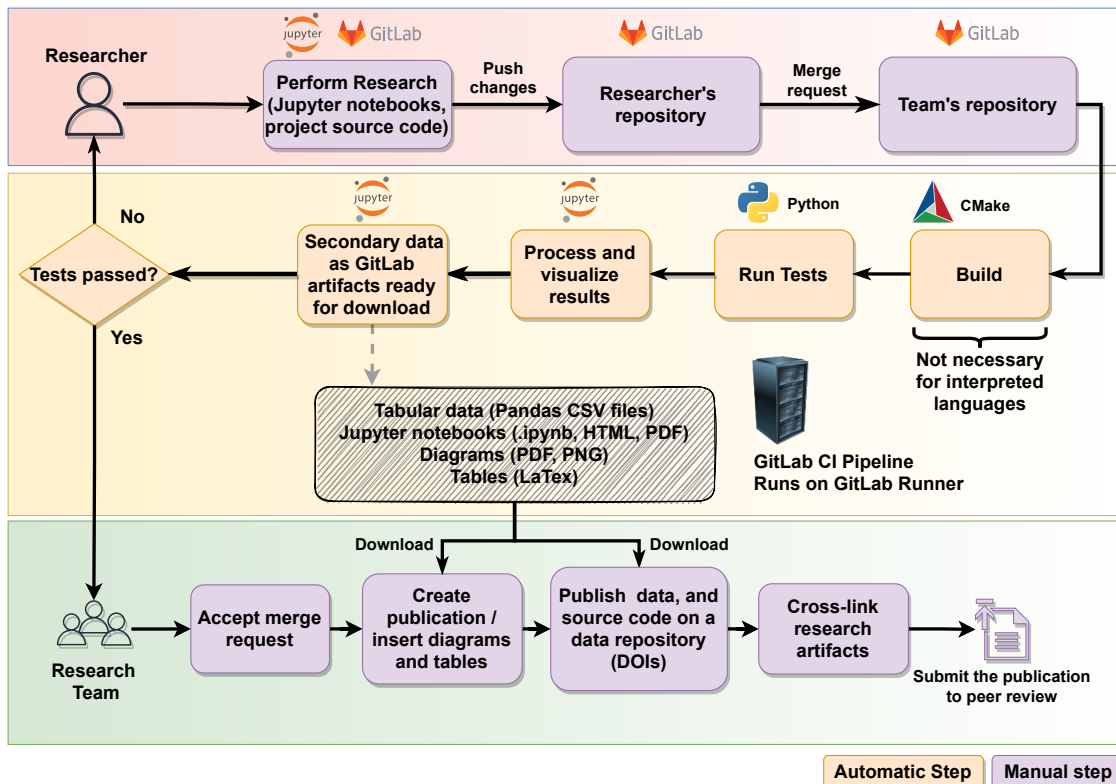 Researcher
jupyter
GitLab
GitLab
GitLab
Perform Research
(Jupyter notebooks,
project source code)
Push
changes
Researcher's
repository
Merge
request
Team's repository
No
Tests passed?
Yes
jupyter
Secondary data
as GitLab
artifacts ready
for download
jupyter
Process and
visualize
results
Python
Run Tests
CMake
Build
Not necessary
for interpreted
languages
Tabular data (Pandas CSV files)
Jupyter notebooks (.ipynb, HTML, PDF)
Diagrams (PDF, PNG)
Tables (LaTex)
GitLab CI Pipeline
Runs on GitLab Runner
Download
Download
Research
Team
Accept merge
request
Create
publication /
insert diagrams
and tables
Publish data, and
source code on a
data repository
(DOIs)
Cross-link
research
artifacts
Submit the publication
to peer review
Automatic Step
Manual step